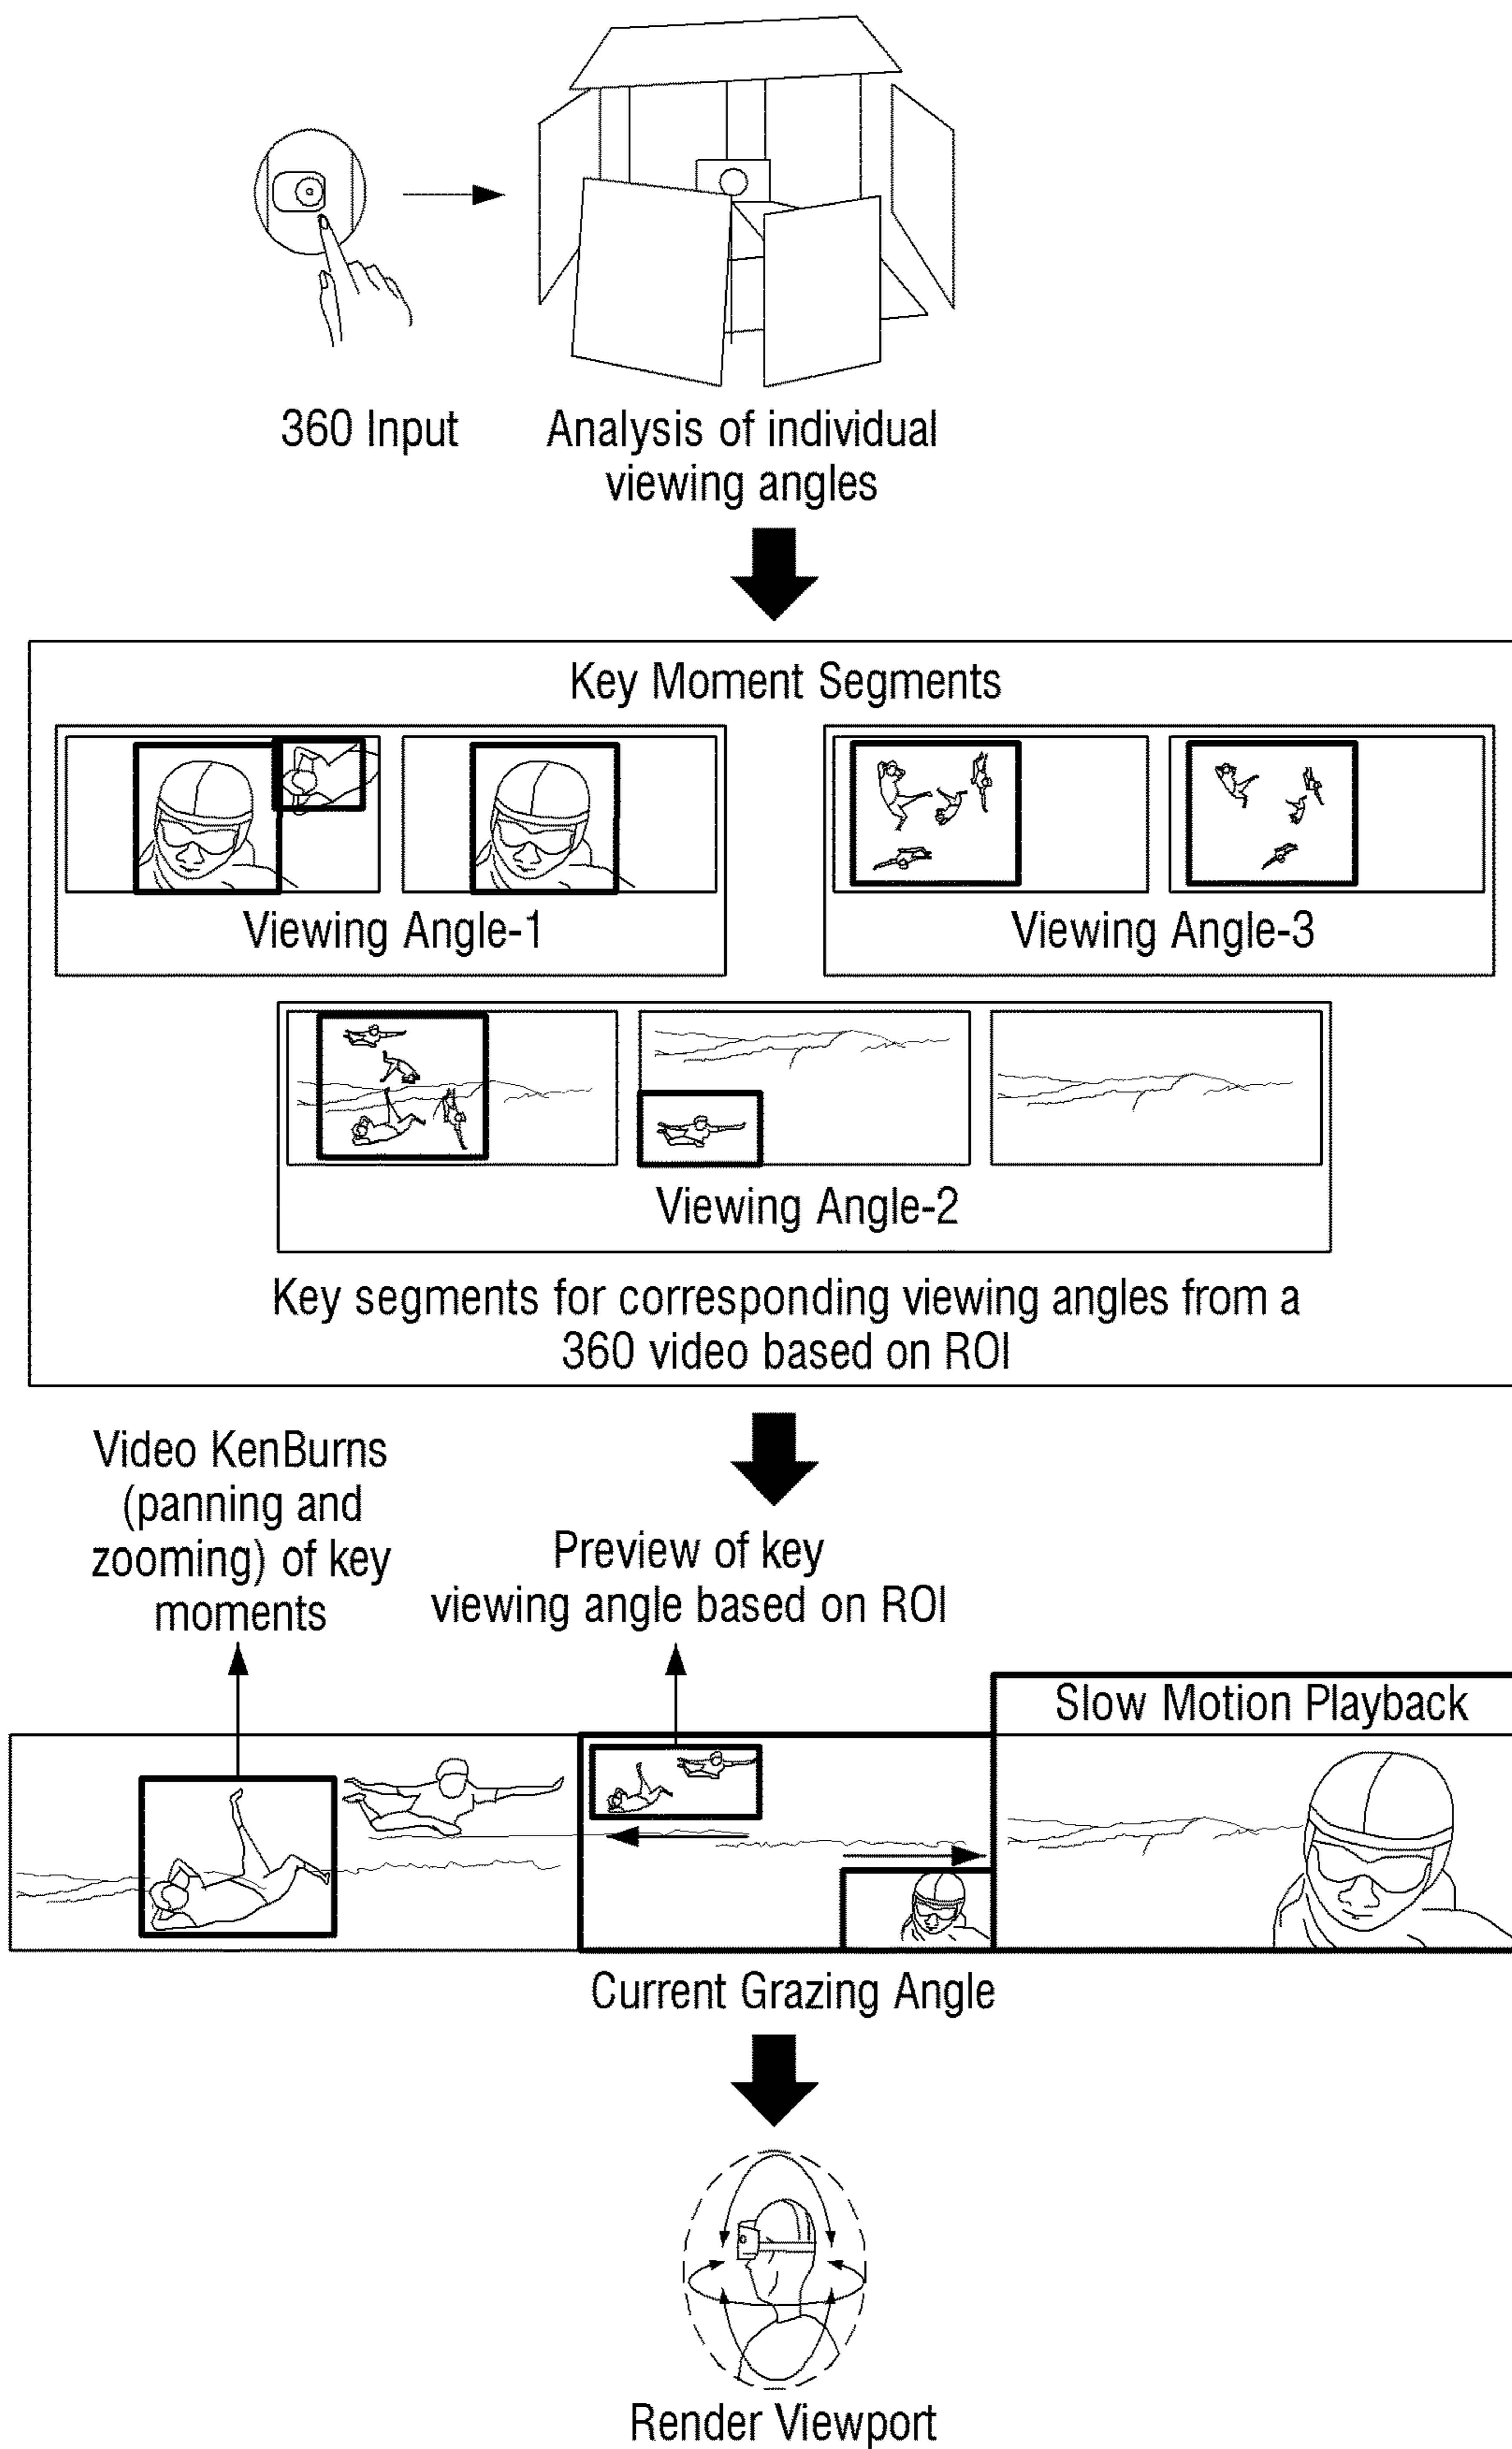 360 Input
Analysis of individual
viewing angles
Key Moment Segments
Viewing Angle-1
Viewing Angle-3
Viewing Angle-2
Key segments for corresponding viewing angles from a
360 video based on ROI
Video KenBurns
(panning and
zooming) of key
moments
Preview of key
viewing angle based on ROI
Slow Motion Playback
Current Grazing Angle
Render Viewport